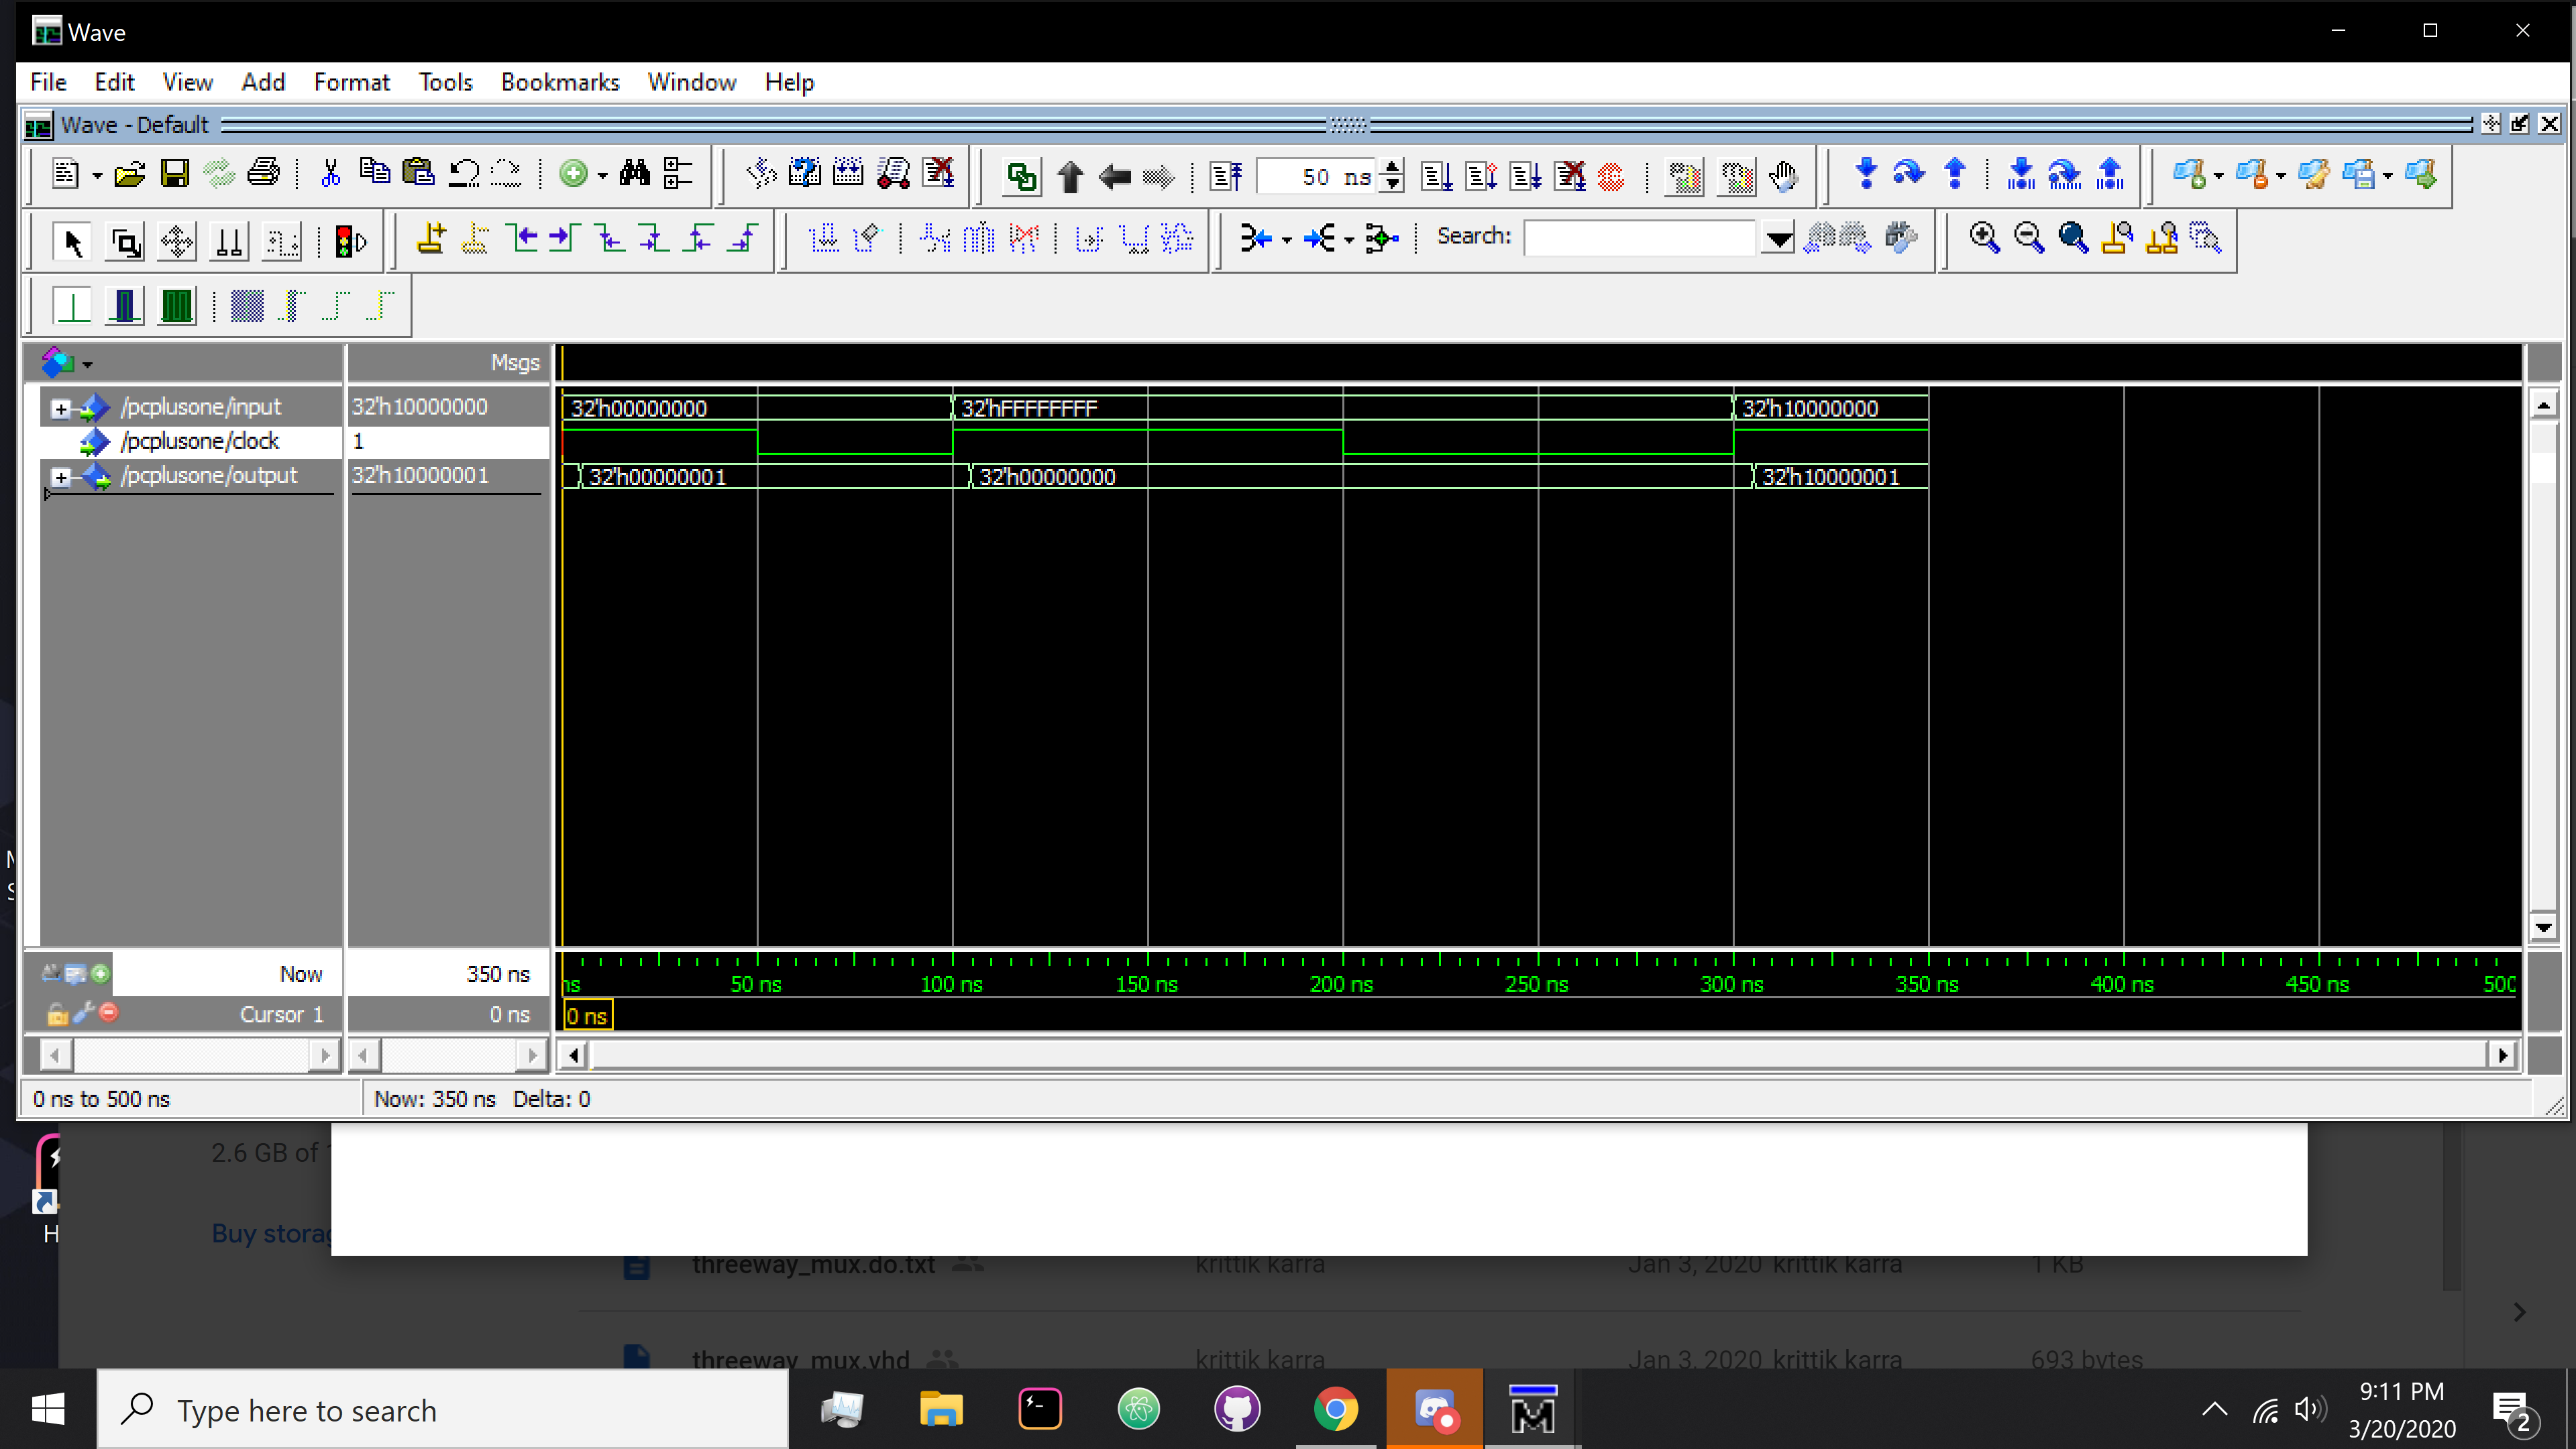 Wave
File Edit View Add Format Tools Bookmarks Window Help
Wave - Default
50 ns
Search:
Msgs
/pcplusone/input 32'h10000000 32'h00000000 32'hFFFFFFFF 32'h10000000
/pcplusone/clock 1
/pcplusone/output 32'h10000001 32'h00000001 32'h00000000 32'h10000001
Now 350 ns
ns 50 ns 100 ns 150 ns 200 ns 250 ns 300 ns 350 ns 400 ns 450 ns 500
Cursor 1 0 ns 0 ns
0 ns to 500 ns Now: 350 ns Delta: 0
2.6 GB of
Buy storag
H
threeway_mux.do.txt krittik karra Jan 3, 2020 krittik karra 1 KB
threeway_mux.vhd krittik karra Jan 3, 2020 krittik karra 693 bytes
Type here to search
9:11 PM
3/20/2020
2